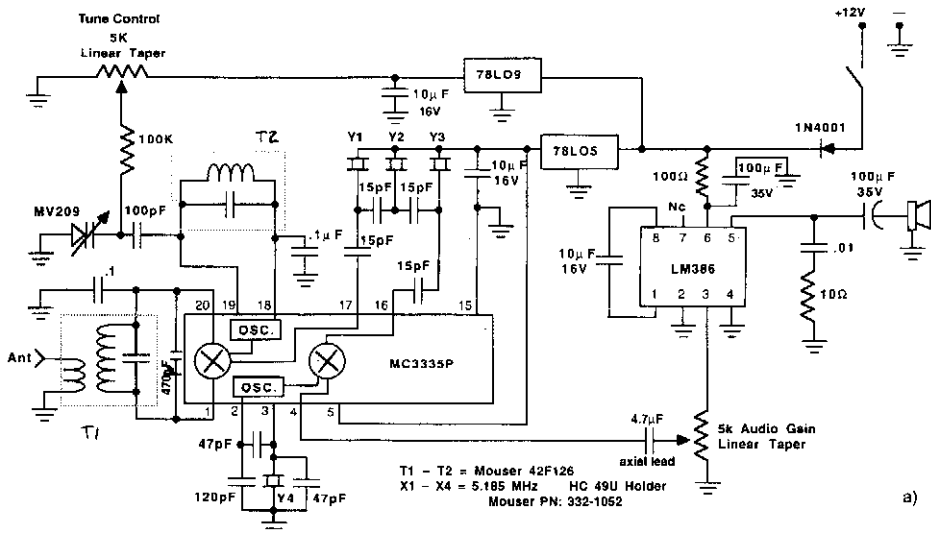 Tune Control
5K
Linear Taper
+12V
78LO9
10µF
16V
1N4001
100K
T2
Y1
Y2
Y3
78LO5
10µF
16V
100Ω
100µF
35V
100µF
35V
MV209
100pF
15pF
15pF
.1µF
15pF
15pF
Nc
8
7
6
5
LM386
1
2
3
4
10µF
16V
.01
10Ω
.1
20
19
18
17
16
15
OSC.
MC3335P
Ant
470pF
OSC.
1
2
3
4
5
T1
47pF
120pF
Y4
47pF
4.7µF
axial lead
5k Audio Gain
Linear Taper
T1 - T2 = Mouser 42F126
X1 - X4 = 5.185 MHz HC 49U Holder
Mouser PN: 332-1052
a)